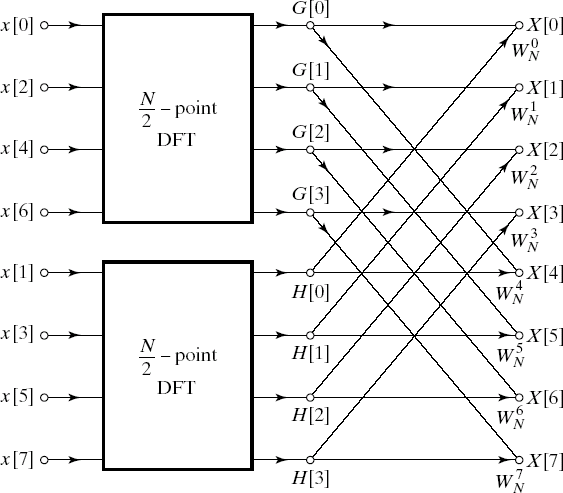 x[0] G[0] X[0]
W_N^0
x[2] G[1] X[1]
W_N^1
x[4] G[2] X[2]
W_N^2
x[6] G[3] X[3]
W_N^3
N/2 – point
DFT
x[1] H[0] X[4]
W_N^4
x[3] H[1] X[5]
W_N^5
x[5] H[2] X[6]
W_N^6
x[7] H[3] X[7]
W_N^7
N/2 – point
DFT